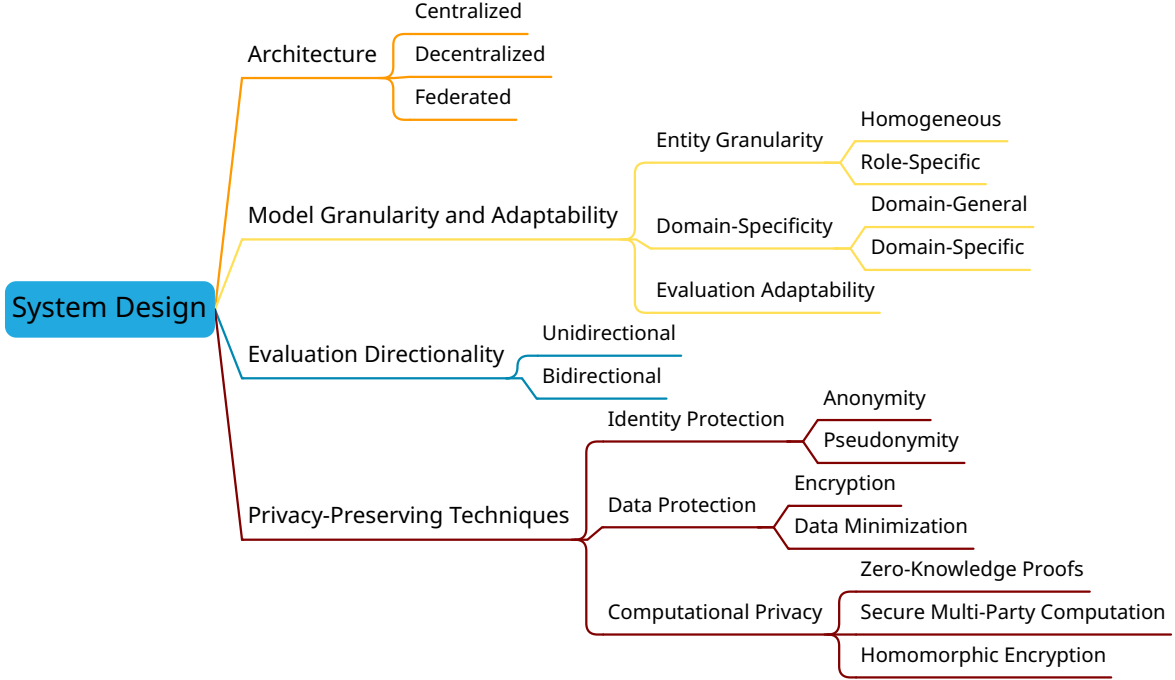 System Design
Architecture
Centralized
Decentralized
Federated
Model Granularity and Adaptability
Entity Granularity
Homogeneous
Role-Specific
Domain-Specificity
Domain-General
Domain-Specific
Evaluation Adaptability
Evaluation Directionality
Unidirectional
Bidirectional
Privacy-Preserving Techniques
Identity Protection
Anonymity
Pseudonymity
Data Protection
Encryption
Data Minimization
Computational Privacy
Zero-Knowledge Proofs
Secure Multi-Party Computation
Homomorphic Encryption